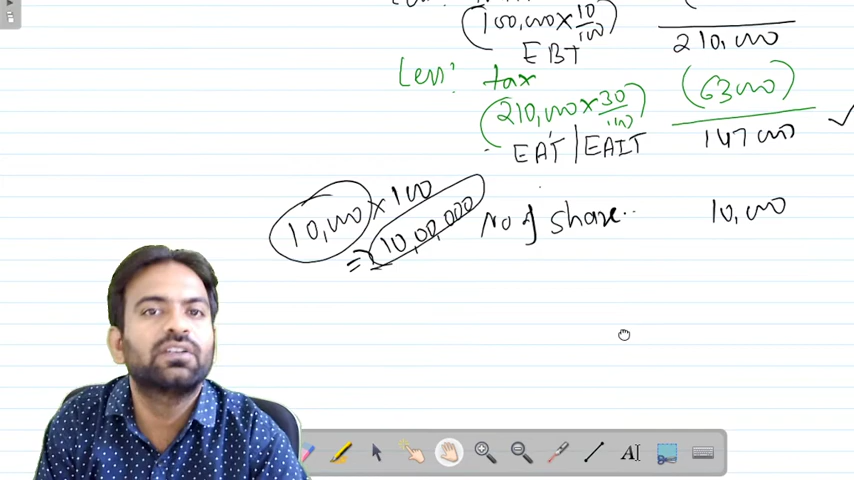 (100,000 × 10/100)
EBT 210,000
Less: tax (63000)
(210,000 × 30/100)
EAT/EAIT 147000
10,000 × 100
= 10,00,000
No of share.. 10,000
AI